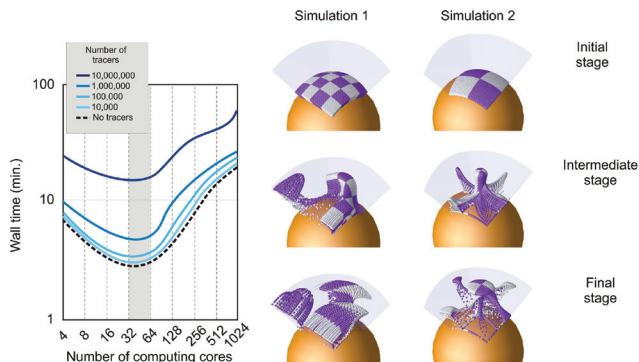 Simulation 1
Simulation 2
Number of
tracers
10,000,000
1,000,000
100,000
10,000
No tracers
Initial
stage
Intermediate
stage
Final
stage
100
10
1
Wall time (min.)
4
8
16
32
64
128
256
512
1024
Number of computing cores